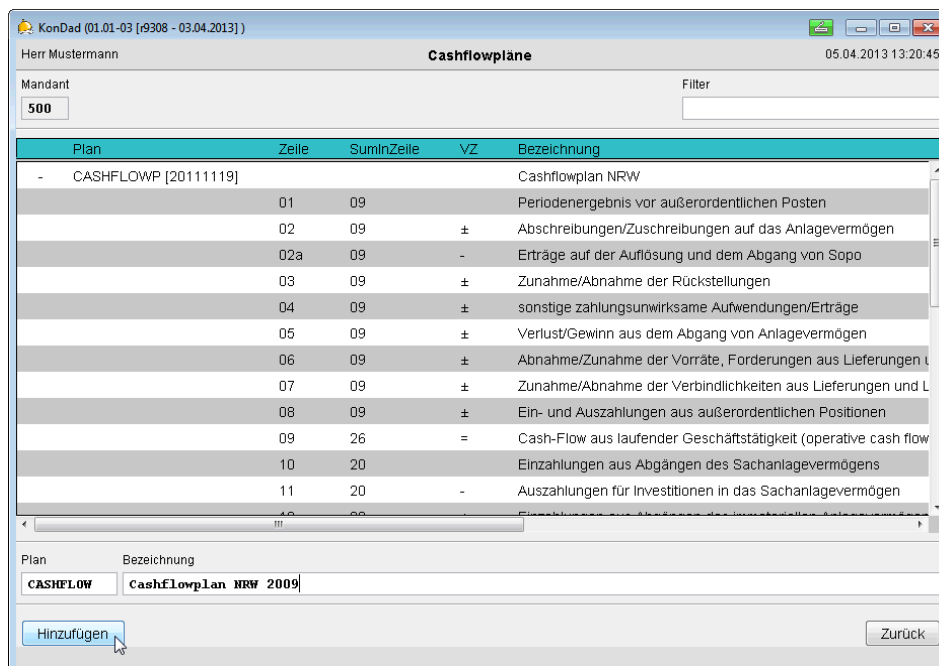 KonDad (01.01-03 [r9308 - 03.04.2013] )
Herr Mustermann Cashflowpläne 05.04.2013 13:20:45
Mandant Filter
500
Plan Zeile SumInZeile VZ Bezeichnung
- CASHFLOWP [20111119] Cashflowplan NRW
01 09 Periodenergebnis vor außerordentlichen Posten
02 09 ± Abschreibungen/Zuschreibungen auf das Anlagevermögen
02a 09 - Erträge auf der Auflösung und dem Abgang von Sopo
03 09 ± Zunahme/Abnahme der Rückstellungen
04 09 ± sonstige zahlungsunwirksame Aufwendungen/Erträge
05 09 ± Verlust/Gewinn aus dem Abgang von Anlagevermögen
06 09 ± Abnahme/Zunahme der Vorräte, Forderungen aus Lieferungen
07 09 ± Zunahme/Abnahme der Verbindlichkeiten aus Lieferungen und L
08 09 ± Ein- und Auszahlungen aus außerordentlichen Positionen
09 26 = Cash-Flow aus laufender Geschäftstätigkeit (operative cash flow
10 20 Einzahlungen aus Abgängen des Sachanlagevermögens
11 20 - Auszahlungen für Investitionen in das Sachanlagevermögen
Plan Bezeichnung
CASHFLOW Cashflowplan NRW 2009
Hinzufügen Zurück